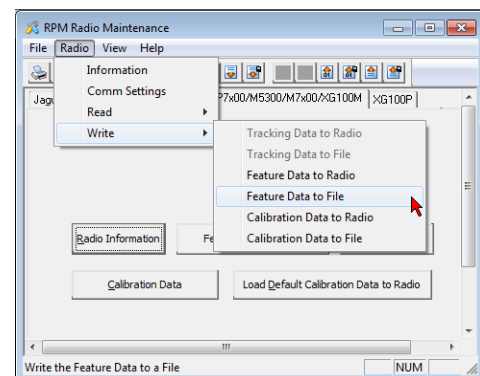 RPM Radio Maintenance
File Radio View Help
Information
Comm Settings
Read
Write
P7x00/M5300/M7x00/XG100M XG100P
Tracking Data to Radio
Tracking Data to File
Feature Data to Radio
Feature Data to File
Calibration Data to Radio
Calibration Data to File
Radio Information
Calibration Data Load Default Calibration Data to Radio
Write the Feature Data to a File NUM